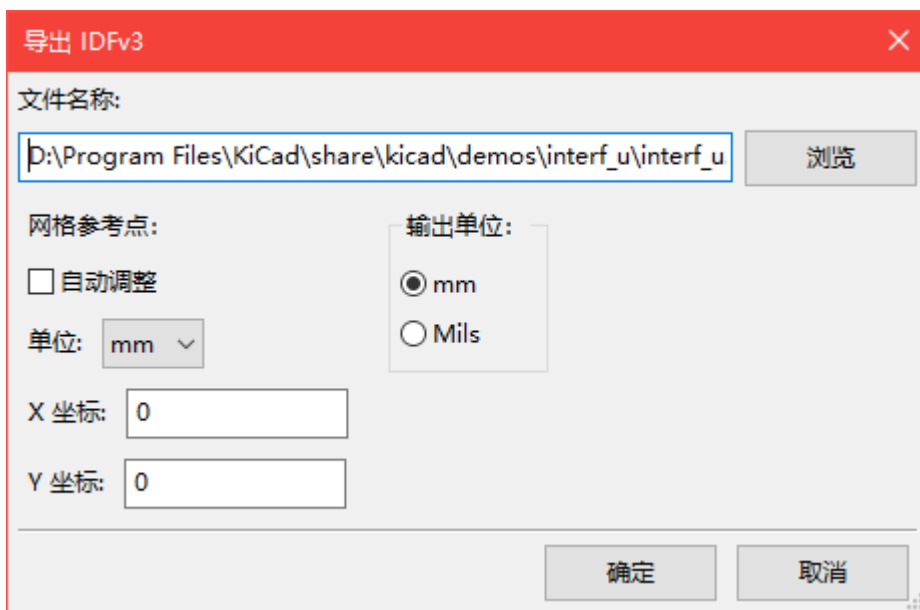 导出 IDFv3
文件名称:
D:\Program Files\KiCad\share\kicad\demos\interf_u\interf_u.
浏览
网格参考点:
输出单位:
自动调整
mm
单位: mm
Mils
X 坐标: 0
Y 坐标: 0
确定 取消